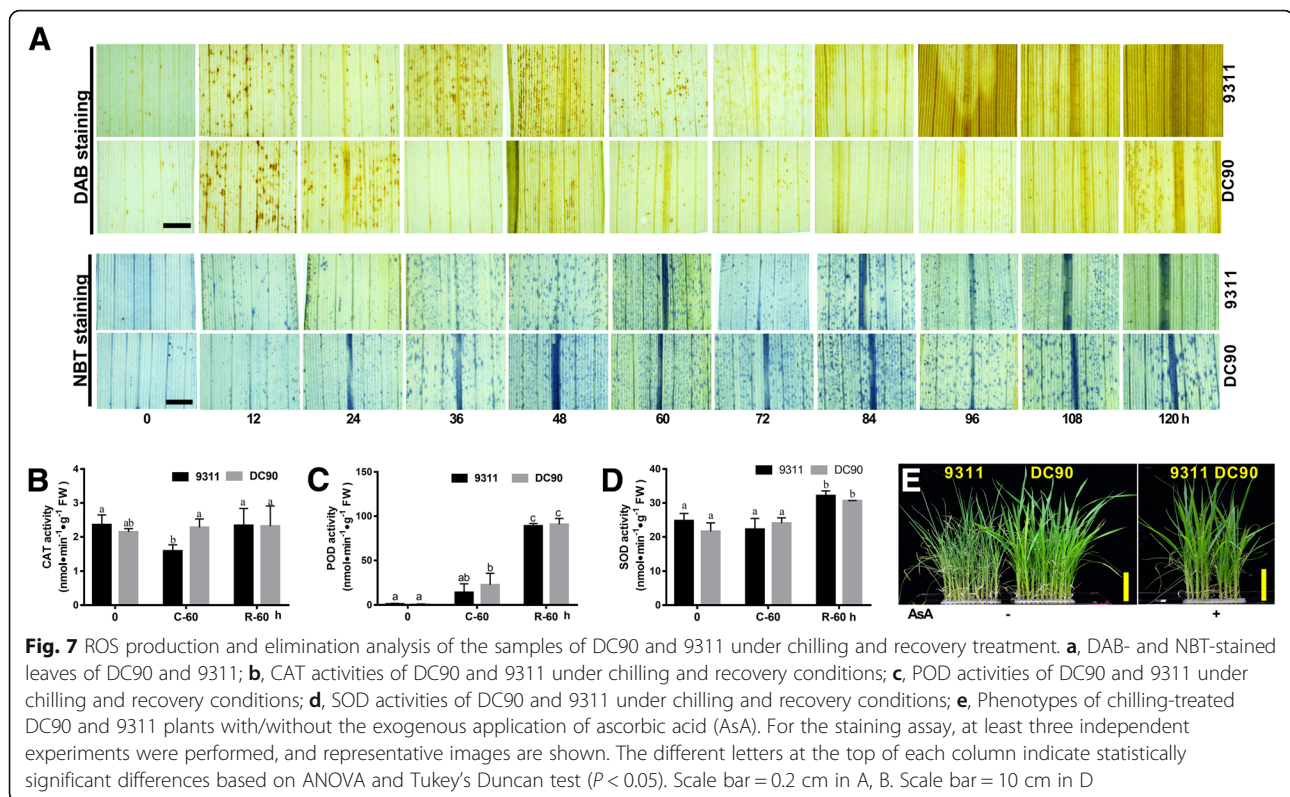 A
DAB staining
9311
DC90
NBT staining
9311
DC90
0 12 24 36 48 60 72 84 96 108 120 h
B
9311 DC90
CAT activity
(nmol•min⁻¹•g⁻¹ FW)
4
3
2
1
0
a ab b a a a
0 C-60 R-60 h
C
9311 DC90
POD activity
(nmol•min⁻¹•g⁻¹ FW)
150
100
50
0
a a ab b c c
0 C-60 R-60 h
D
9311 DC90
SOD activity
(nmol•min⁻¹•g⁻¹ FW)
40
30
20
10
0
a a a a b b
0 C-60 R-60 h
E
9311 DC90
9311 DC90
AsA - +
Fig. 7 ROS production and elimination analysis of the samples of DC90 and 9311 under chilling and recovery treatment. a, DAB- and NBT-stained
leaves of DC90 and 9311; b, CAT activities of DC90 and 9311 under chilling and recovery conditions; c, POD activities of DC90 and 9311 under
chilling and recovery conditions; d, SOD activities of DC90 and 9311 under chilling and recovery conditions; e, Phenotypes of chilling-treated
DC90 and 9311 plants with/without the exogenous application of ascorbic acid (AsA). For the staining assay, at least three independent
experiments were performed, and representative images are shown. The different letters at the top of each column indicate statistically
significant differences based on ANOVA and Tukey's Duncan test (P < 0.05). Scale bar = 0.2 cm in A, B. Scale bar = 10 cm in D